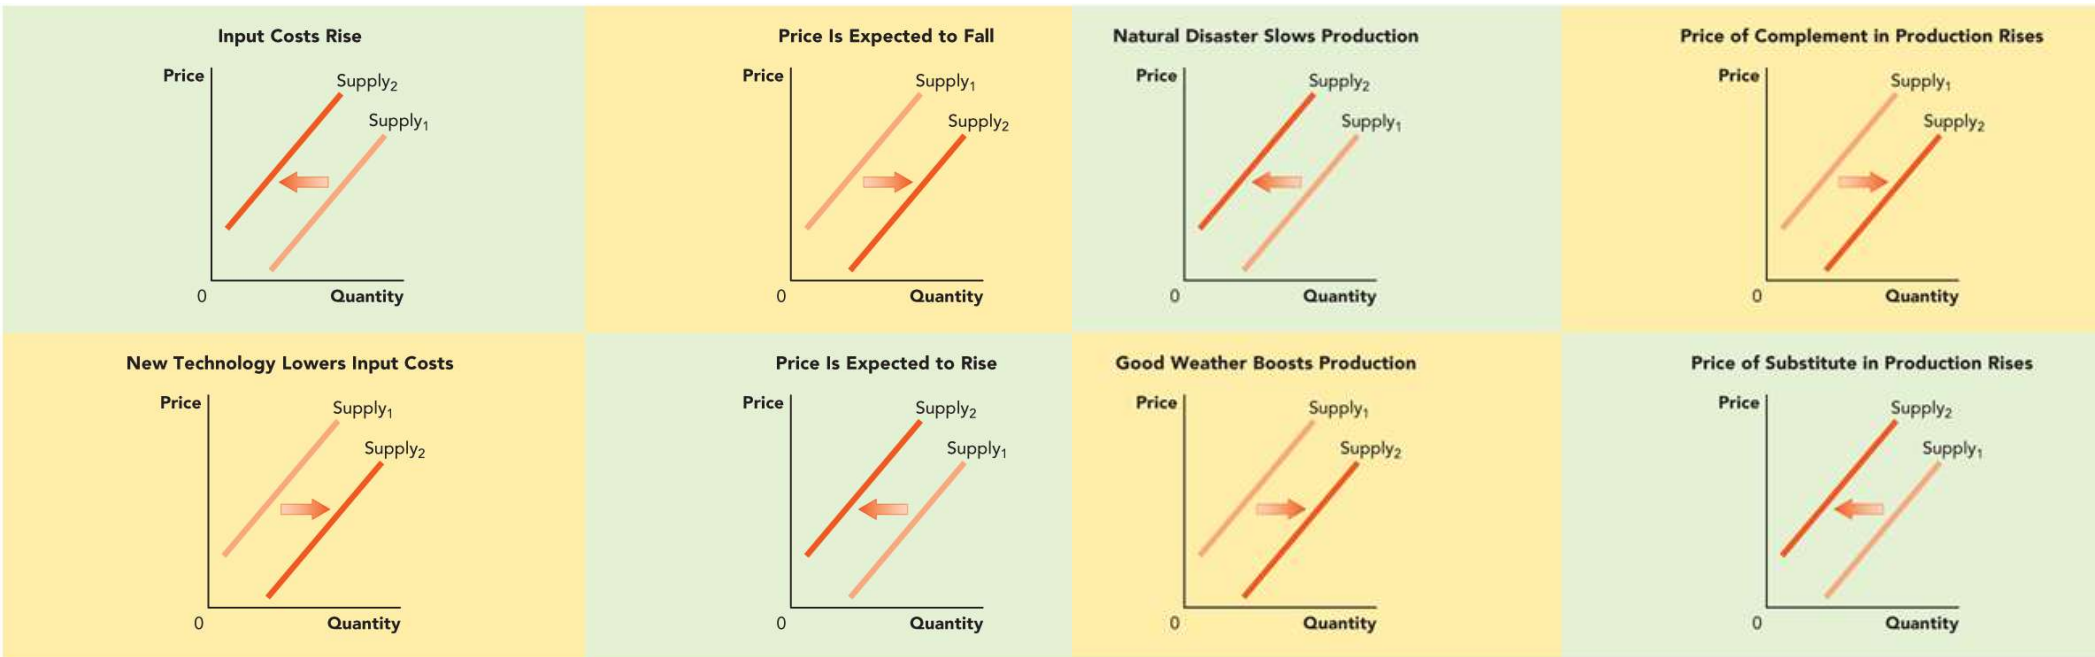 Input Costs Rise
Price
Supply₂
Supply₁
0
Quantity
Price Is Expected to Fall
Price
Supply₁
Supply₂
0
Quantity
Natural Disaster Slows Production
Price
Supply₂
Supply₁
0
Quantity
Price of Complement in Production Rises
Price
Supply₁
Supply₂
0
Quantity
New Technology Lowers Input Costs
Price
Supply₁
Supply₂
0
Quantity
Price Is Expected to Rise
Price
Supply₂
Supply₁
0
Quantity
Good Weather Boosts Production
Price
Supply₁
Supply₂
0
Quantity
Price of Substitute in Production Rises
Price
Supply₂
Supply₁
0
Quantity